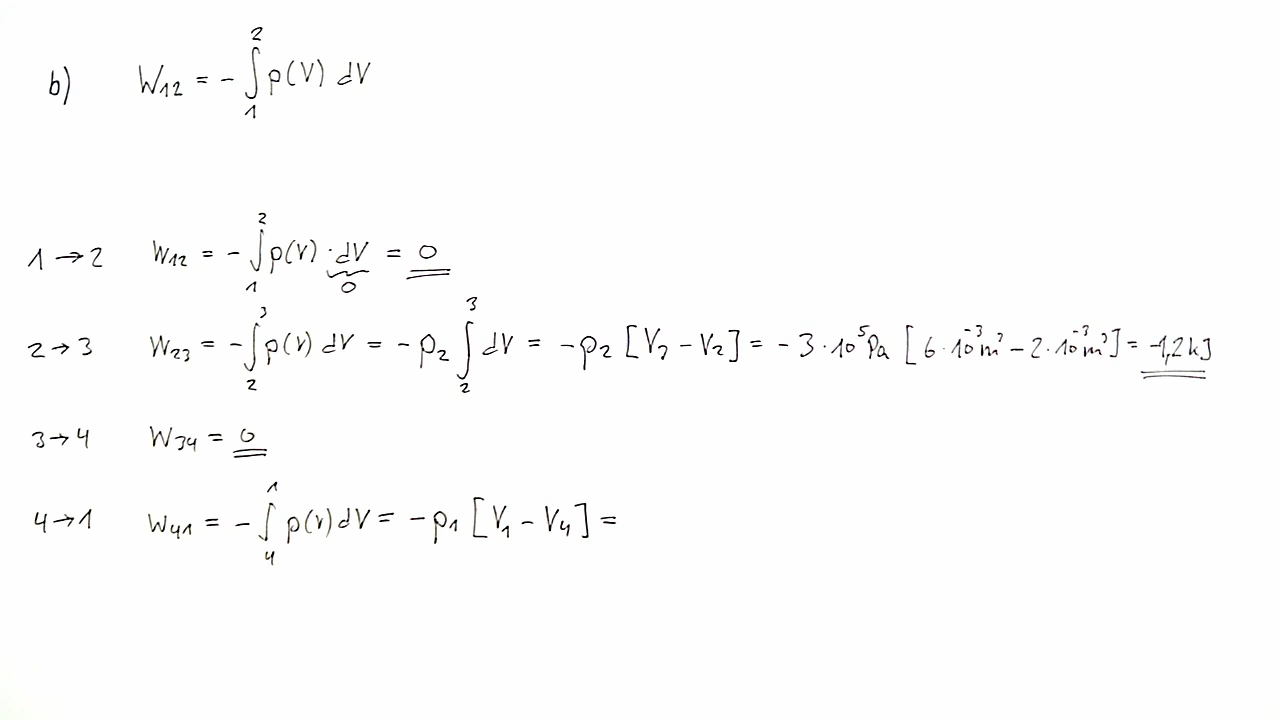 b) W₁₂ = - ∫₁² p(V) dV
1 → 2 W₁₂ = - ∫₁² p(V) · dV = 0
0
2 → 3 W₂₃ = - ∫₂³ p(V) dV = - p₂ ∫₂³ dV = - p₂ [V₃ - V₂] = - 3 · 10⁵ Pa [6 · 10⁻³ m³ - 2 · 10⁻³ m³] = -1,2 kJ
3 → 4 W₃₄ = 0
4 → 1 W₄₁ = - ∫₄¹ p(V) dV = - p₁ [V₁ - V₄] =